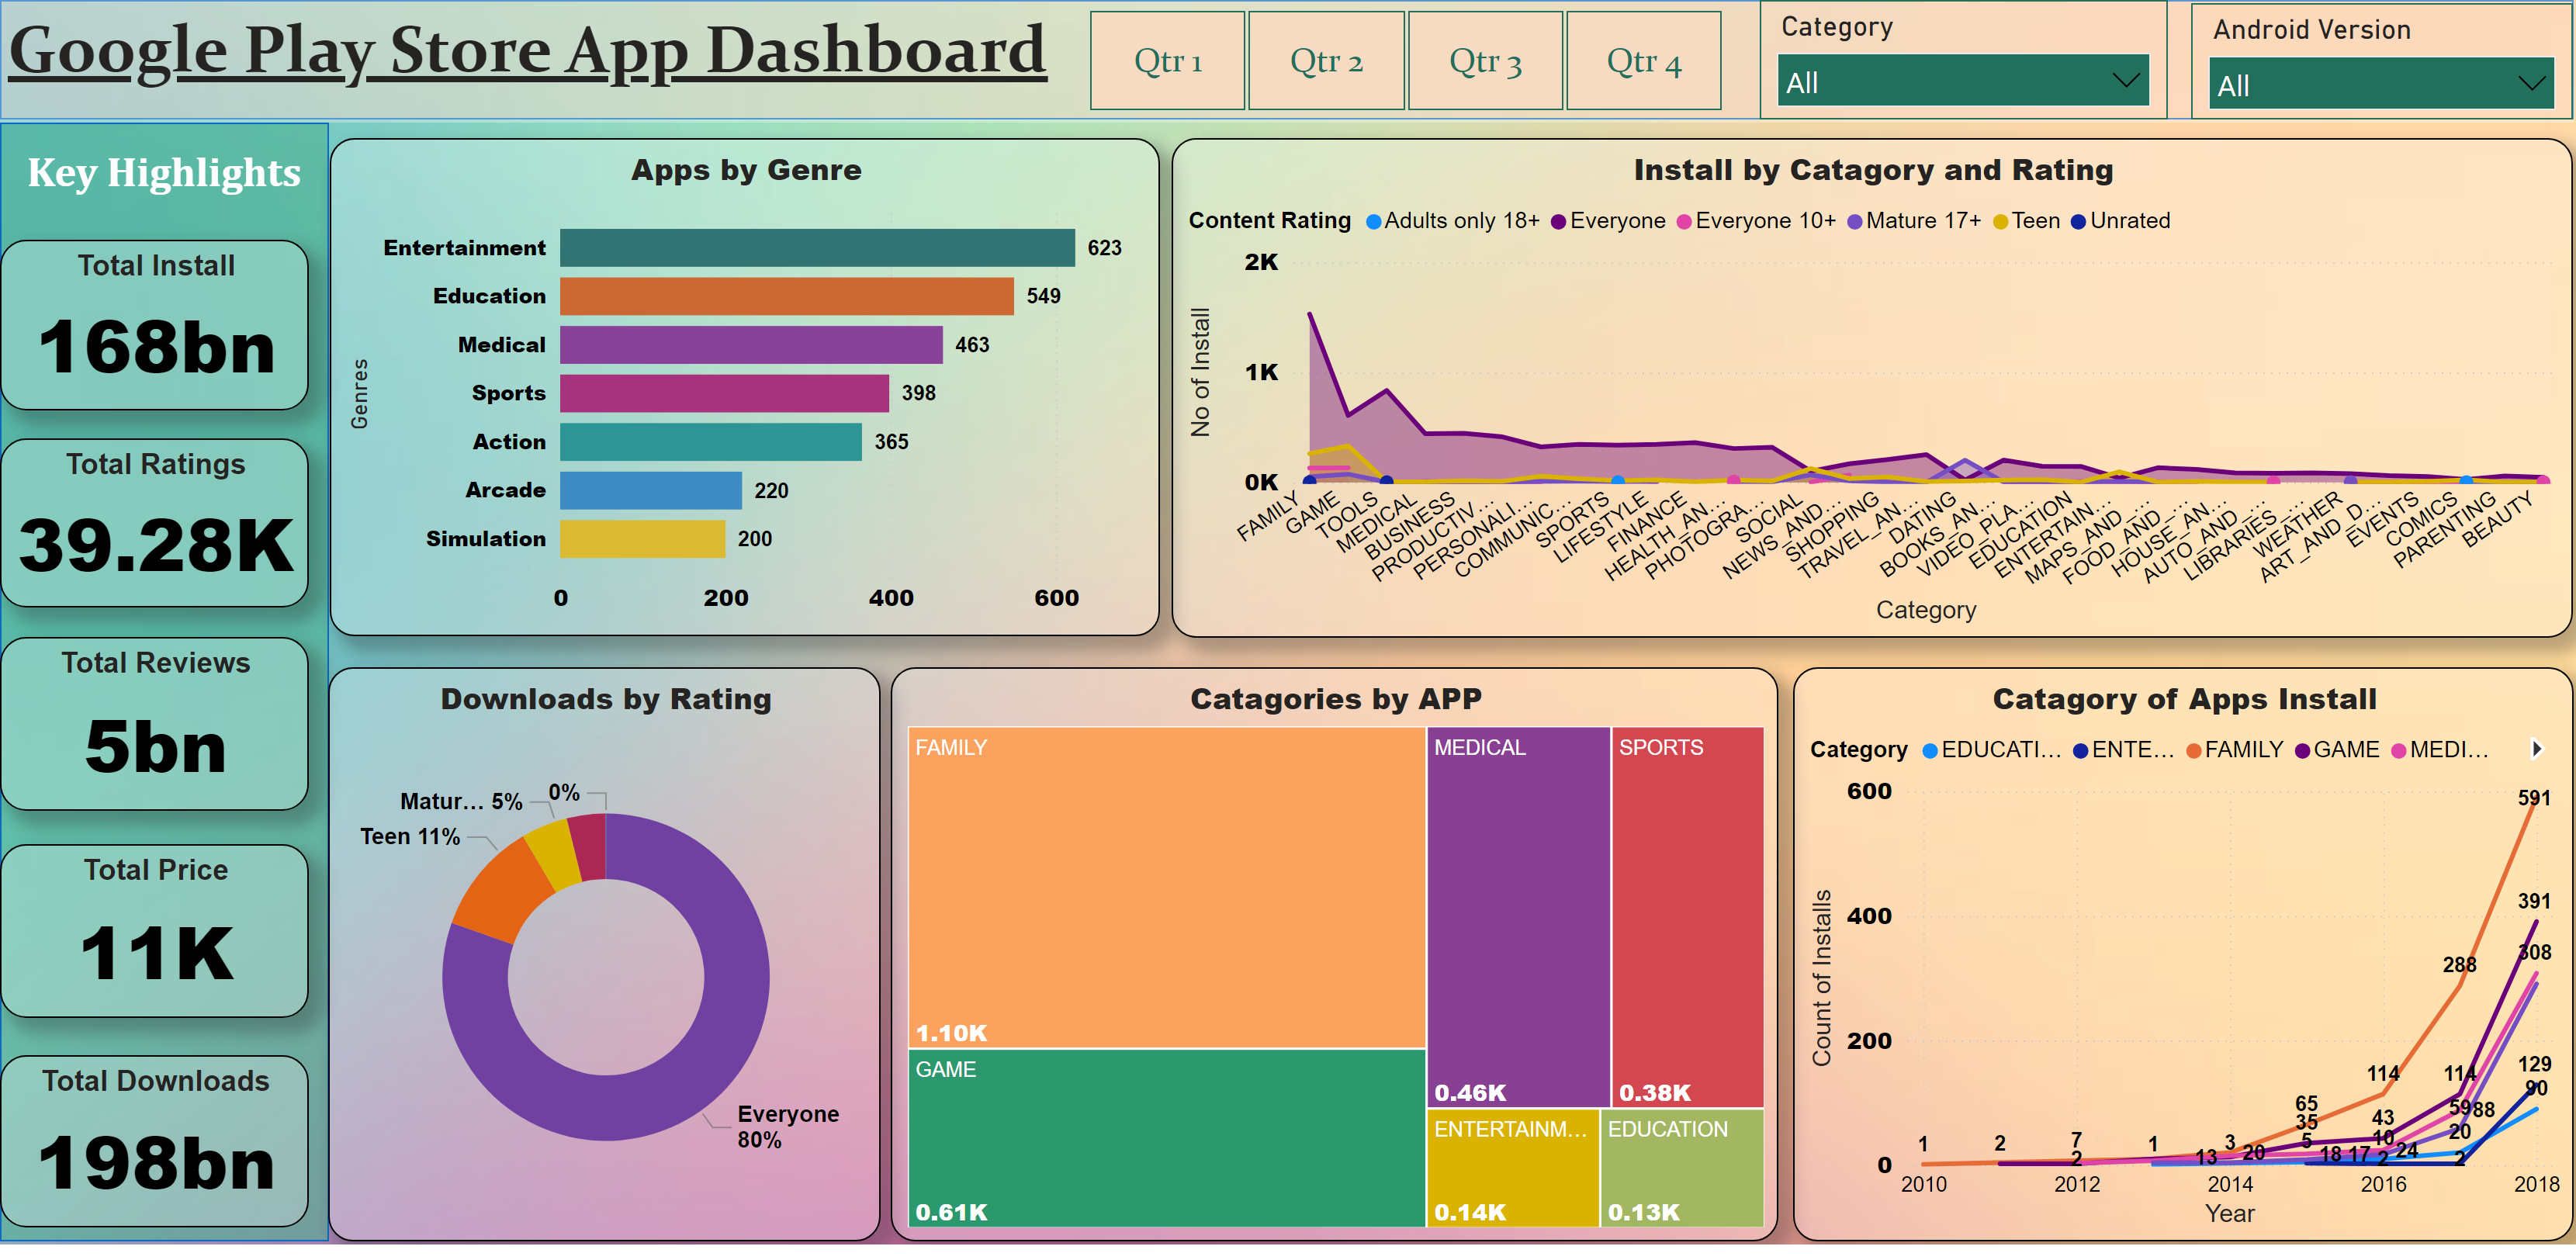 Google Play Store App Dashboard
Qtr 1
Qtr 2
Qtr 3
Qtr 4
Category
All
Android Version
All
Key Highlights
Total Install
168bn
Total Ratings
39.28K
Total Reviews
5bn
Total Price
11K
Total Downloads
198bn
Apps by Genre
Genres
Entertainment 623
Education 549
Medical 463
Sports 398
Action 365
Arcade 220
Simulation 200
0 200 400 600
Install by Catagory and Rating
Content Rating Adults only 18+ Everyone Everyone 10+ Mature 17+ Teen Unrated
No of Install
2K
1K
0K
FAMILY
GAME
TOOLS
MEDICAL
BUSINESS
PRODUCTIV...
PERSONALI...
COMMUNIC...
SPORTS
LIFESTYLE
FINANCE
HEALTH_AN...
PHOTOGRA...
SOCIAL
NEWS_AND...
SHOPPING
TRAVEL_AN...
DATING
BOOKS_AN...
VIDEO_PLA...
EDUCATION
ENTERTAIN...
MAPS_AND_...
FOOD_AND_...
HOUSE_AN...
AUTO_AND_...
LIBRARIES_...
WEATHER
ART_AND_D...
EVENTS
COMICS
PARENTING
BEAUTY
Category
Downloads by Rating
Matur... 5%
0%
Teen 11%
Everyone
80%
Catagories by APP
FAMILY
1.10K
GAME
0.61K
MEDICAL
0.46K
SPORTS
0.38K
ENTERTAINM...
0.14K
EDUCATION
0.13K
Catagory of Apps Install
Category EDUCATI... ENTE... FAMILY GAME MEDI...
Count of Installs
600
400
200
0
591
391
308
288
129
90
114
114
65
35
5
43
10
59
88
20
1
2
7
2
1
13
3
20
18
17
2
24
2
2010 2012 2014 2016 2018
Year